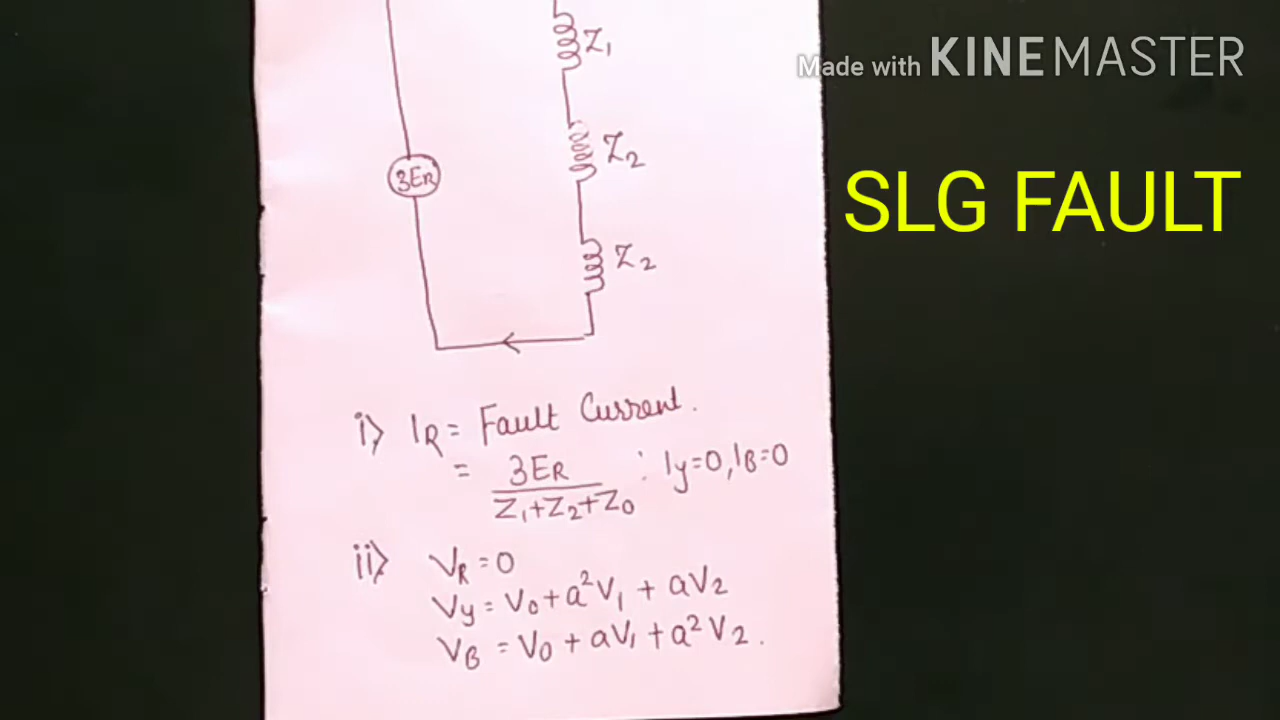 Made with KINEMASTER
SLG FAULT
Z₁
Z₂
3ER
Z₂
i) IR = Fault Current.
= 3ER / Z₁+Z₂+Z₀ : Iy=0, IB=0
ii) VR = 0
Vy = V₀ + a²V₁ + aV₂
VB = V₀ + aV₁ + a²V₂.